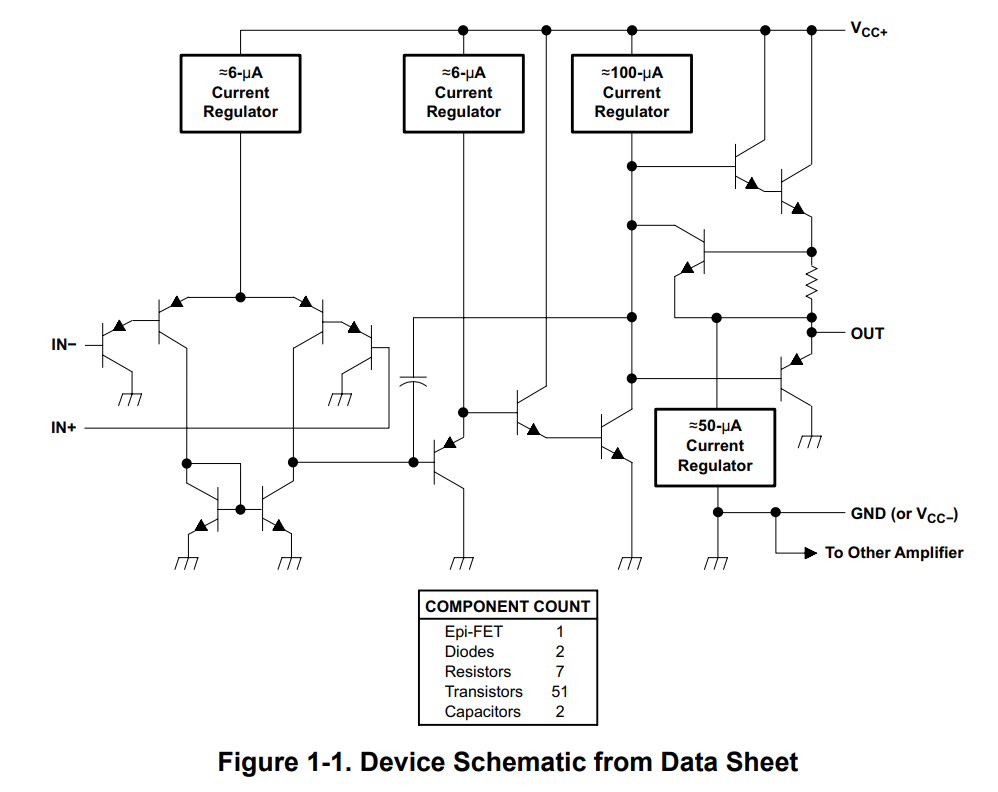 V_CC+
≈6-µA
Current
Regulator
≈6-µA
Current
Regulator
≈100-µA
Current
Regulator
IN−
OUT
IN+
≈50-µA
Current
Regulator
GND (or V_CC−)
To Other Amplifier
COMPONENT COUNT
Epi-FET 1
Diodes 2
Resistors 7
Transistors 51
Capacitors 2
Figure 1-1. Device Schematic from Data Sheet